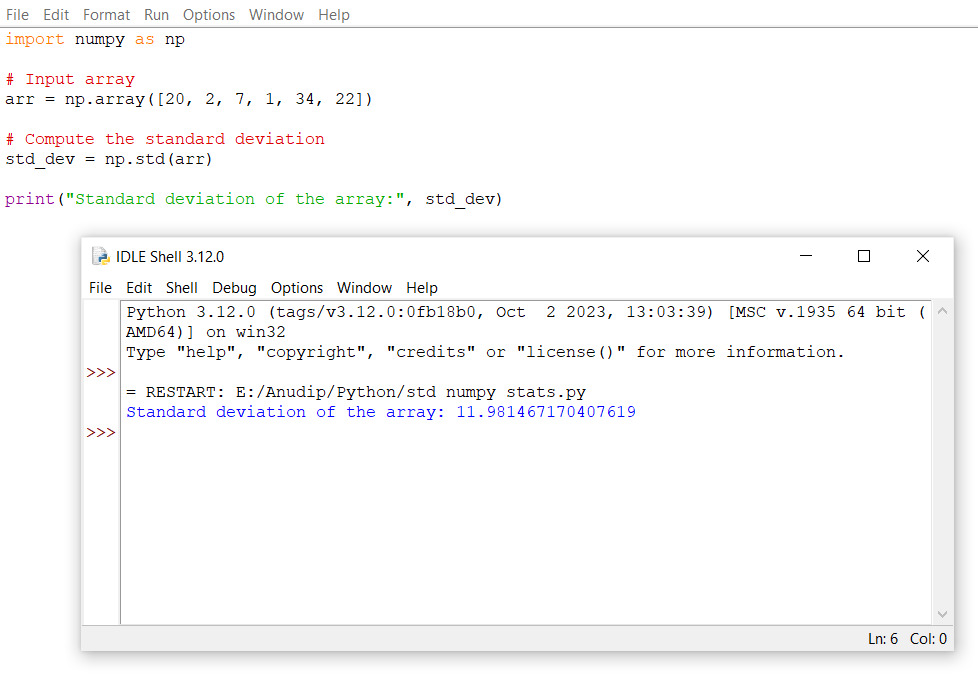 File Edit Format Run Options Window Help
import numpy as np
# Input array
arr = np.array([20, 2, 7, 1, 34, 22])
# Compute the standard deviation
std_dev = np.std(arr)
print("Standard deviation of the array:", std_dev)
IDLE Shell 3.12.0
File Edit Shell Debug Options Window Help
Python 3.12.0 (tags/v3.12.0:0fb18b0, Oct  2 2023, 13:03:39) [MSC v.1935 64 bit (
AMD64)] on win32
Type "help", "copyright", "credits" or "license()" for more information.
>>>
= RESTART: E:/Anudip/Python/std numpy stats.py
Standard deviation of the array: 11.981467170407619
>>>
Ln: 6 Col: 0